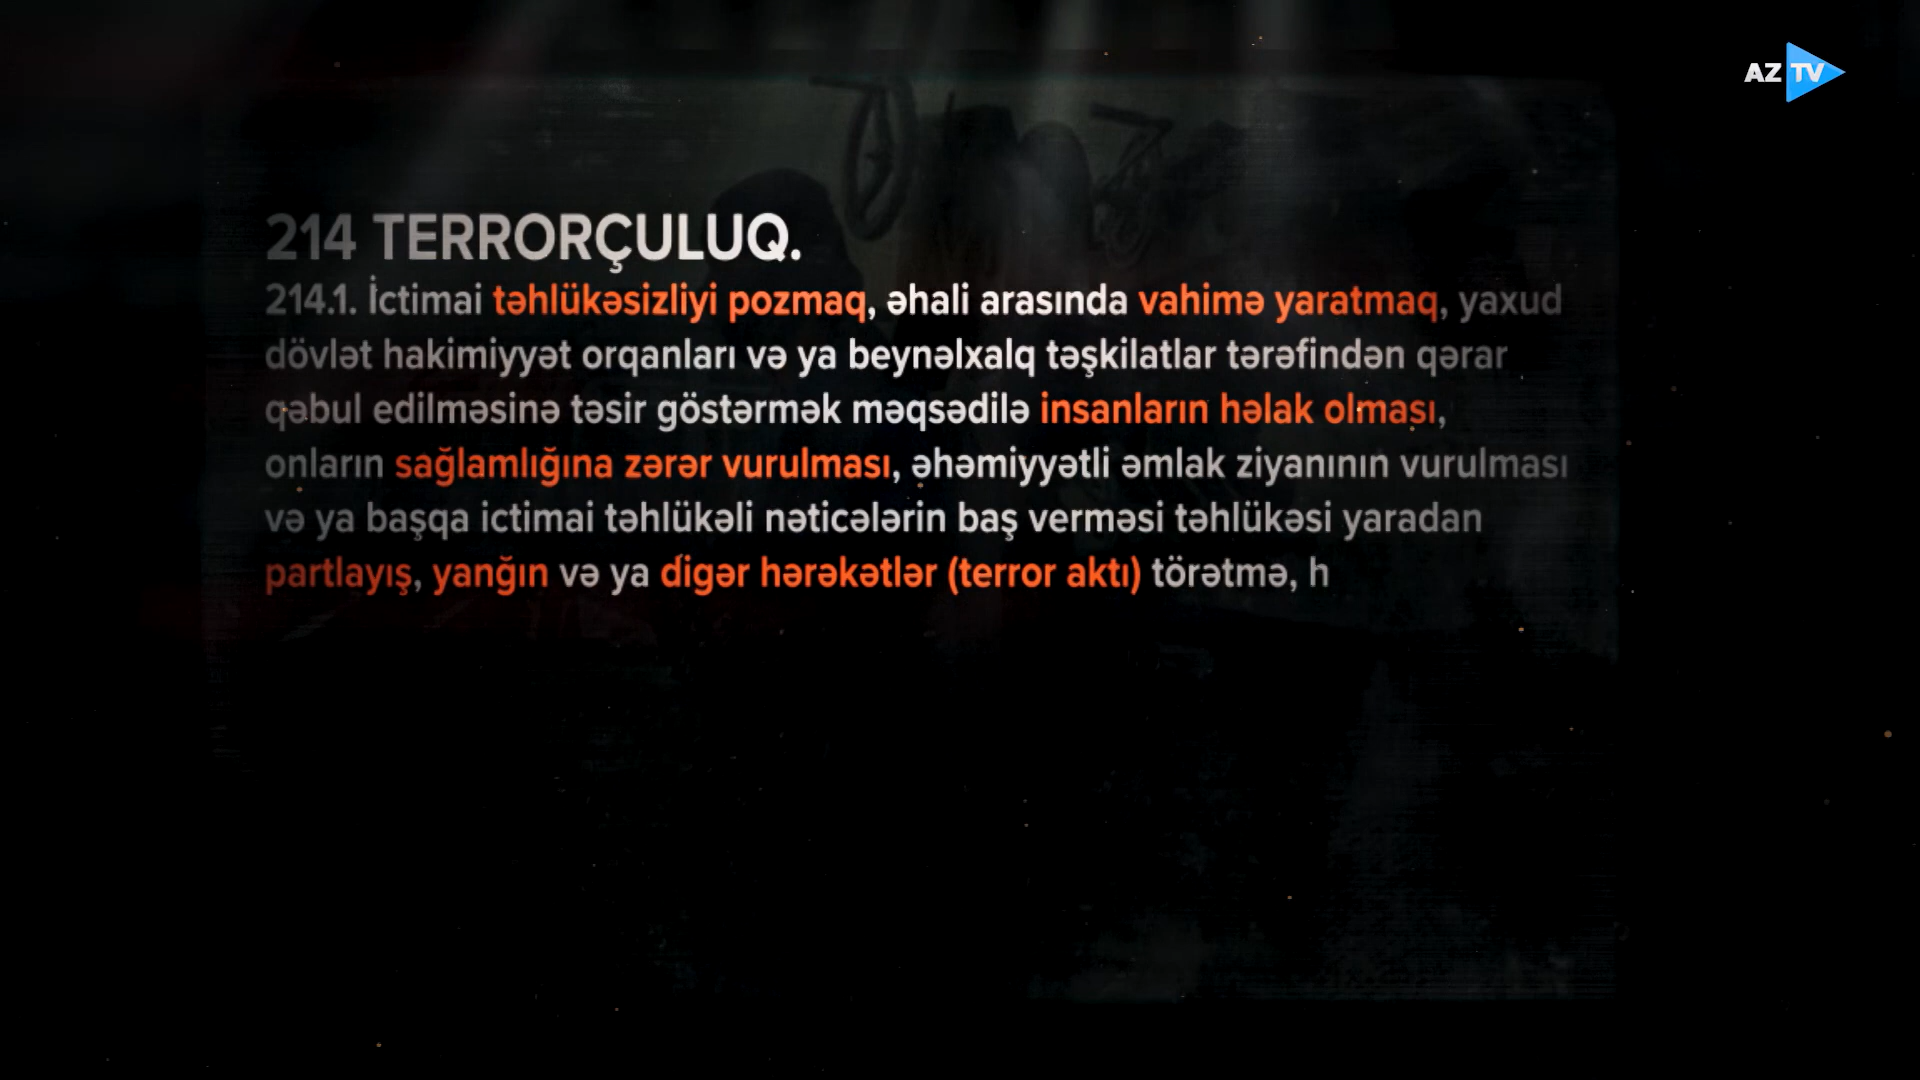 AZ TV
214 TERRORÇULUQ.
214.1. İctimai təhlükəsizliyi pozmaq, əhali arasında vahimə yaratmaq, yaxud
dövlət hakimiyyət orqanları və ya beynəlxalq təşkilatlar tərəfindən qərar
qəbul edilməsinə təsir göstərmək məqsədilə insanların həlak olması,
onların sağlamlığına zərər vurulması, əhəmiyyətli əmlak ziyanının vurulması
və ya başqa ictimai təhlükəli nəticələrin baş verməsi təhlükəsi yaradan
partlayış, yanğın və ya digər hərəkətlər (terror aktı) törətmə, h